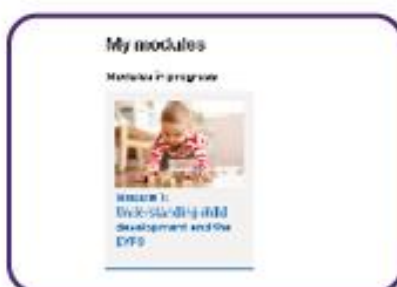 My modules
Modules in progress
Module 1:
Understanding child
development and the
EYFS